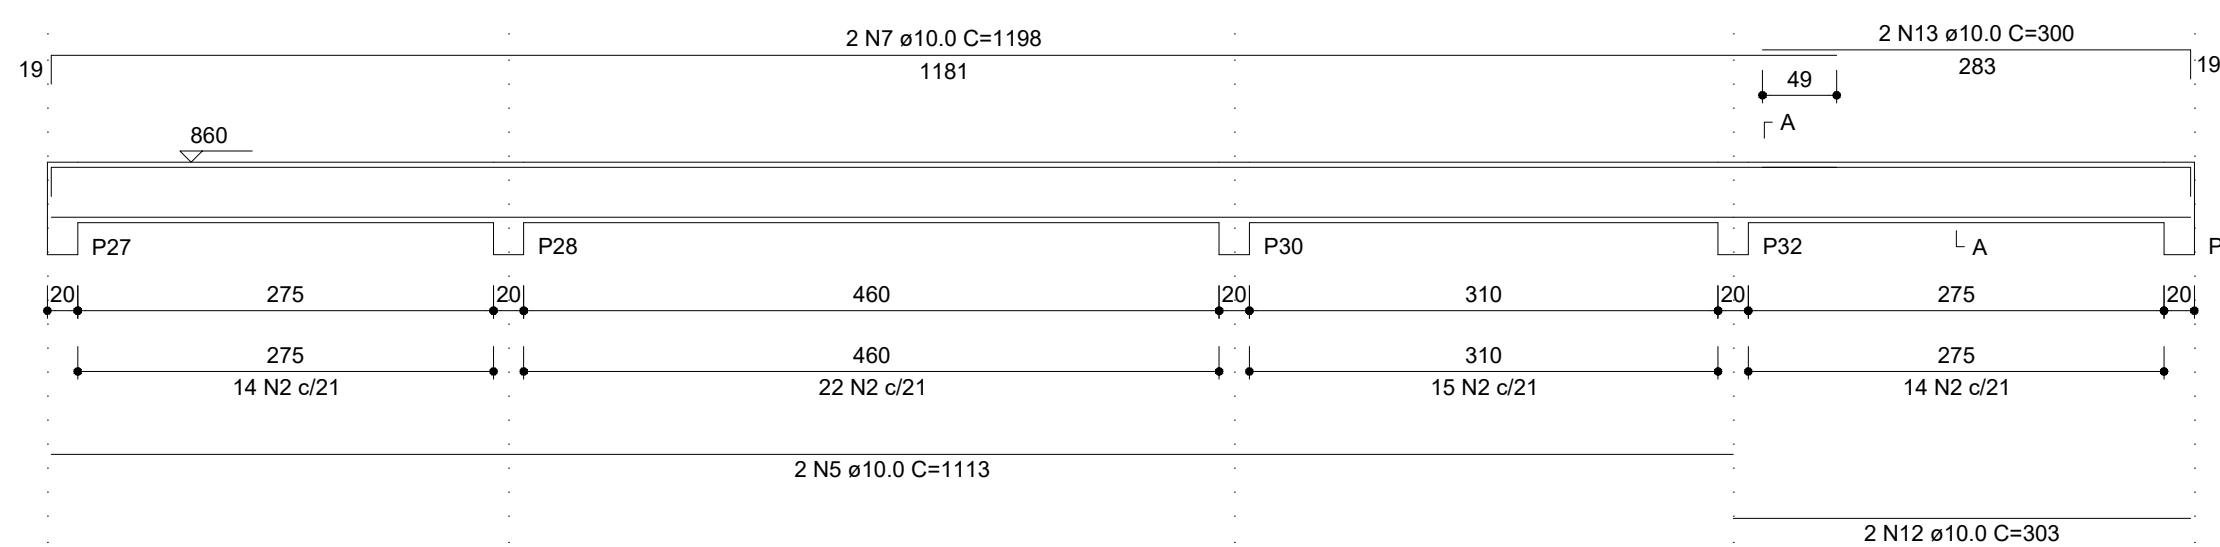 2 N7 ø10.0 C=1198
2 N13 ø10.0 C=300
19
1181
283
19
49
A
860
P27
P28
P30
P32
A
P
20
275
20
460
20
310
20
275
20
275
460
310
275
14 N2 c/21
22 N2 c/21
15 N2 c/21
14 N2 c/21
2 N5 ø10.0 C=1113
2 N12 ø10.0 C=303